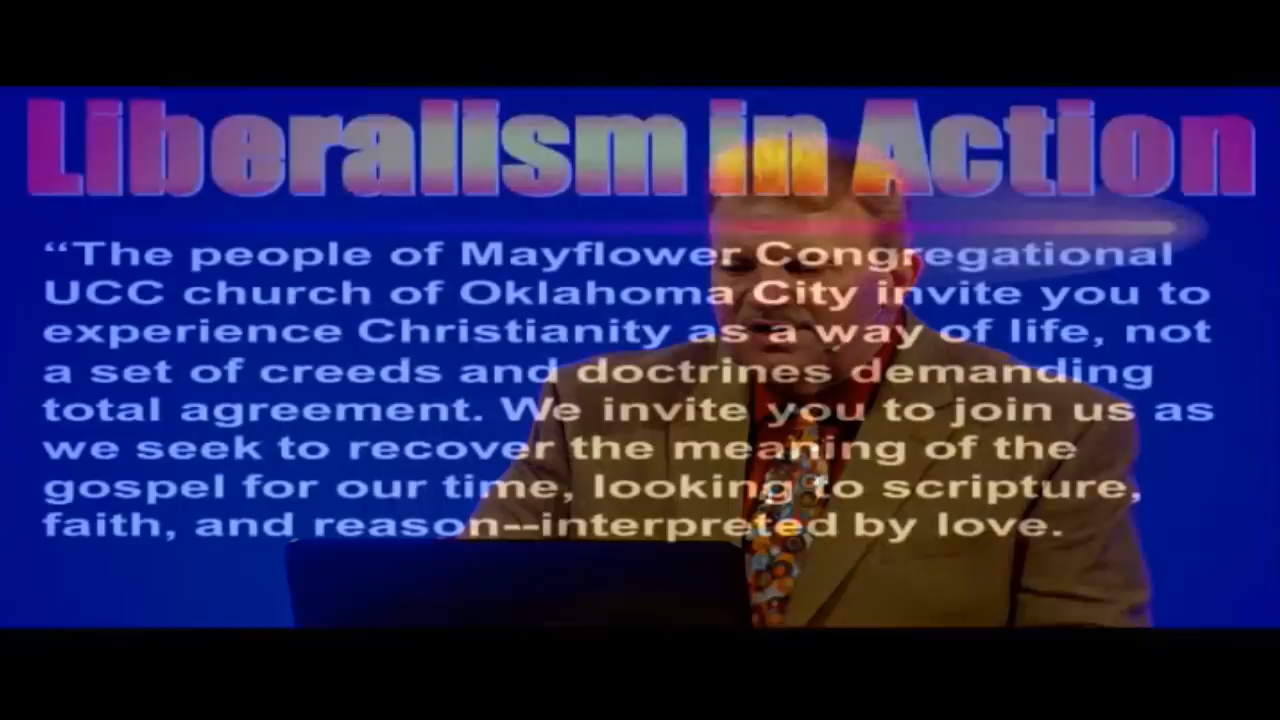 Liberalism in Action
“The people of Mayflower Congregational
UCC church of Oklahoma City invite you to
experience Christianity as a way of life, not
a set of creeds and doctrines demanding
total agreement. We invite you to join us as
we seek to recover the meaning of the
gospel for our time, looking to scripture,
faith, and reason--interpreted by love.